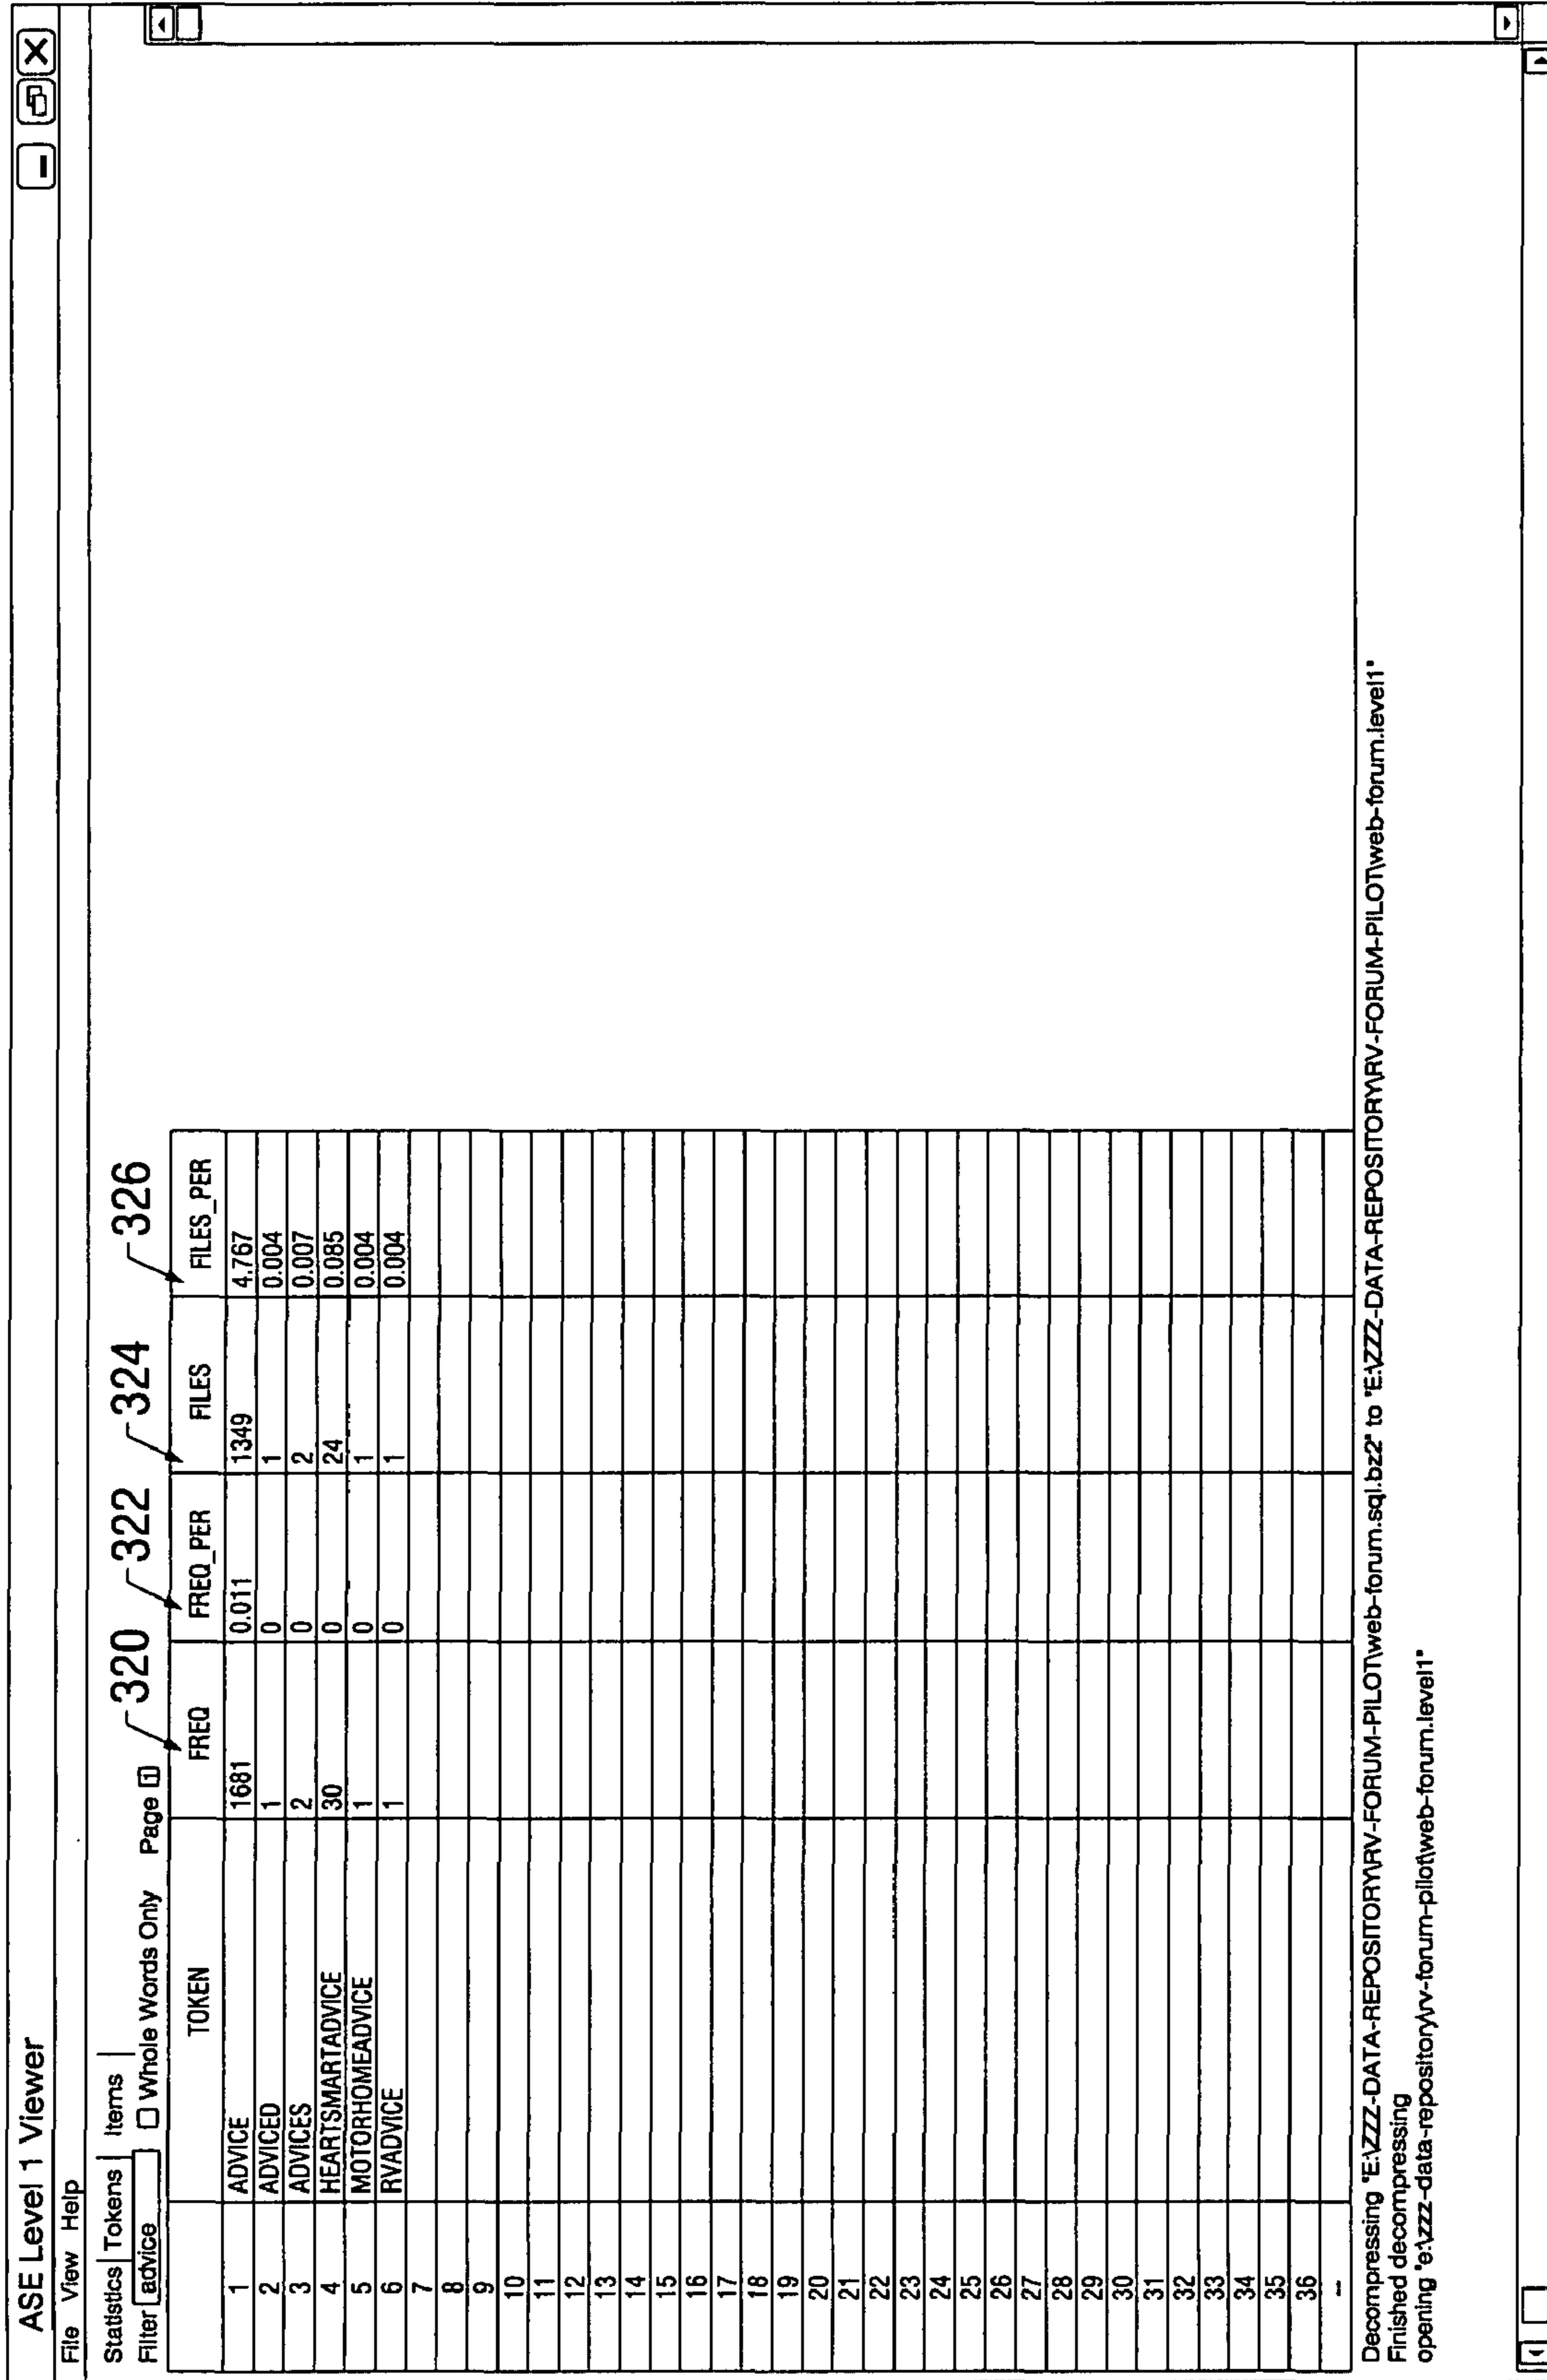 ASE Level 1 Viewer
File View Help
Statistics Tokens Items
Filter advice Whole Words Only Page 1
320 322 324 326
TOKEN FREQ FREQ_PER FILES FILES_PER
1 ADVICE 1681 0.011 1349 4.767
2 ADVICED 1 0 1 0.004
3 ADVICES 2 0 2 0.007
4 HEARTSMARTADVICE 30 0 24 0.085
5 MOTORHOMEADVICE 1 0 1 0.004
6 RVADVICE 1 0 1 0.004
7
8
9
10
11
12
13
14
15
16
17
18
19
20
21
22
23
24
25
26
27
28
29
30
31
32
33
34
35
36
--
Decompressing "E:\ZZZ-DATA-REPOSITORY\RV-FORUM-PILOT\web-forum.sql.bz2" to "E:\ZZZ-DATA-REPOSITORY\RV-FORUM-PILOT\web-forum.level1"
Finished decompressing
opening "e:\zzz-data-repository\rv-forum-pilot\web-forum.level1"